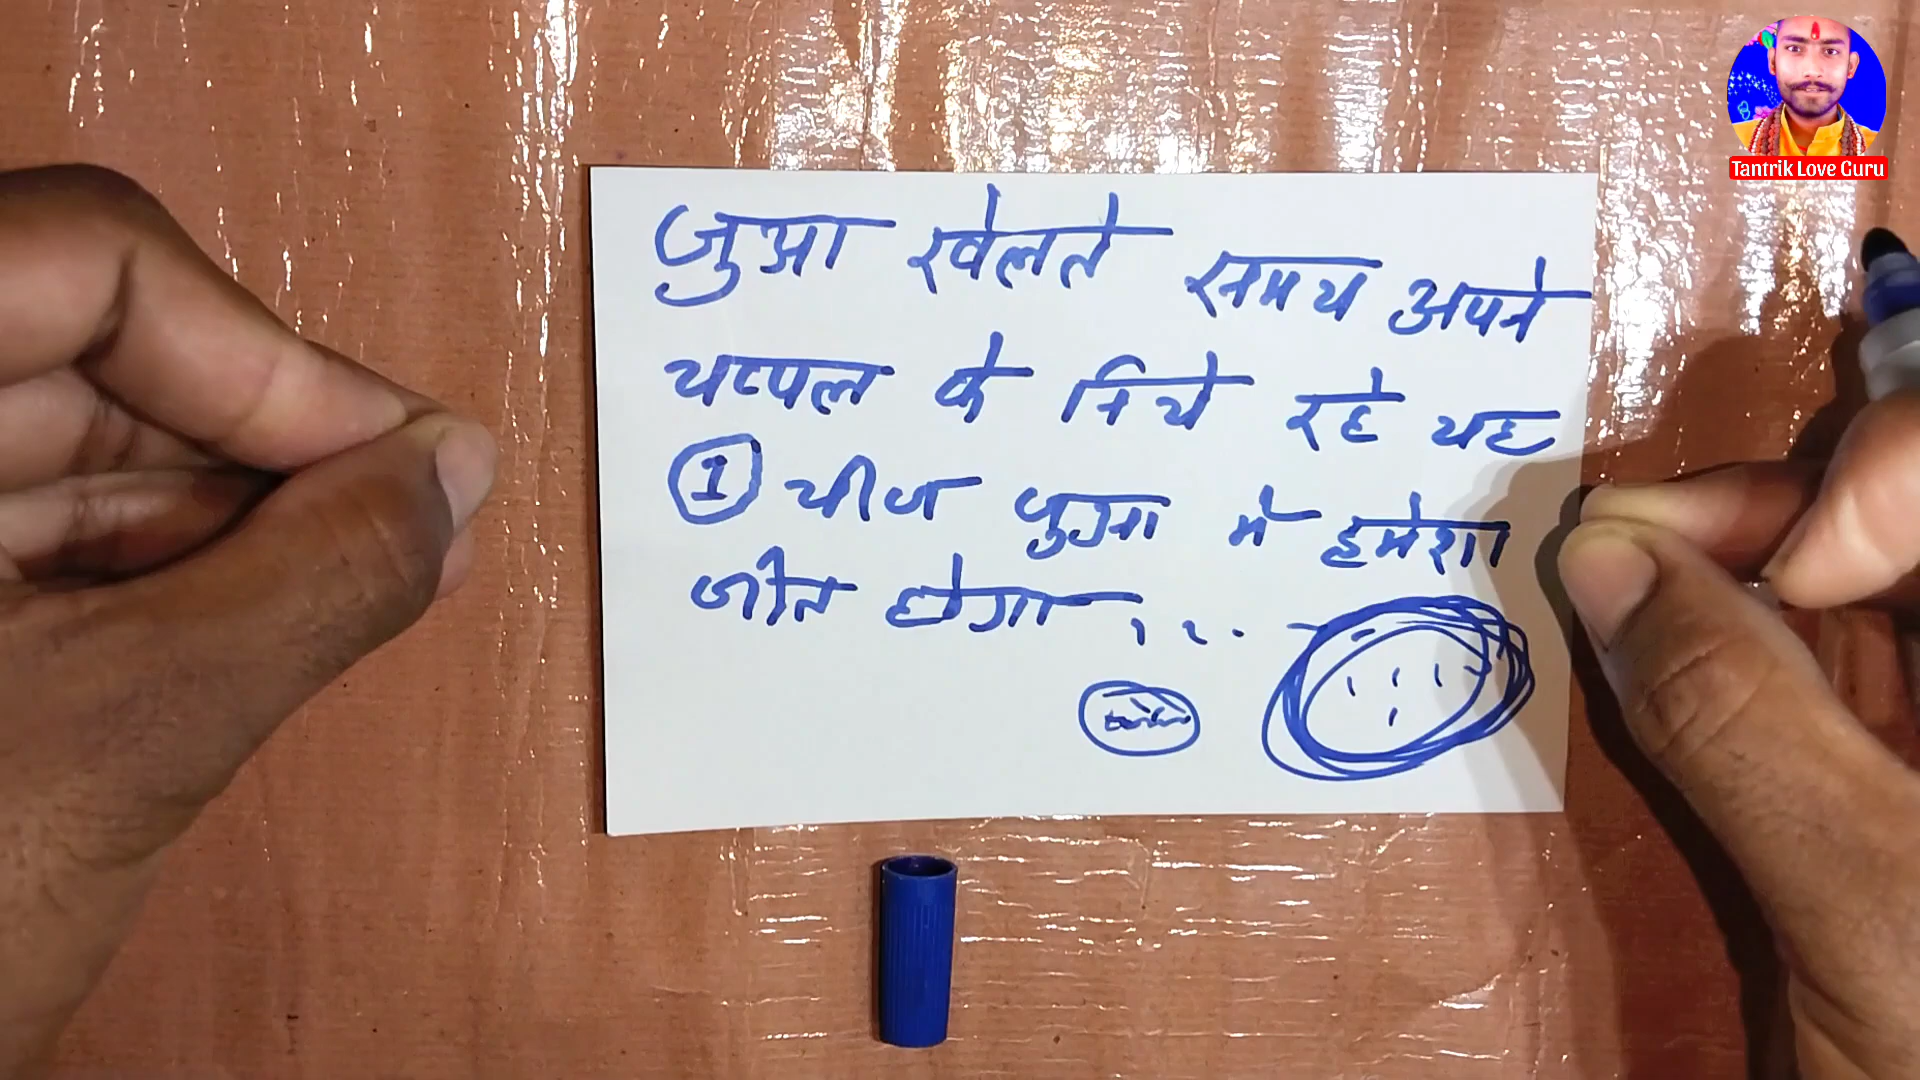 Tantrik Love Guru
जुआ खेलते समय अपने
चप्पल के निचे रहे यह
1 चीज जुआ में हमेशा
जीत होगा...